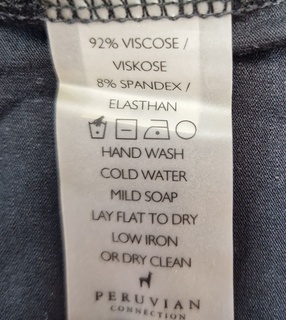 92% VISCOSE /
VISKOSE
8% SPANDEX /
ELASTHAN
HAND WASH
COLD WATER
MILD SOAP
LAY FLAT TO DRY
LOW IRON
OR DRY CLEAN
PERUVIAN
CONNECTION